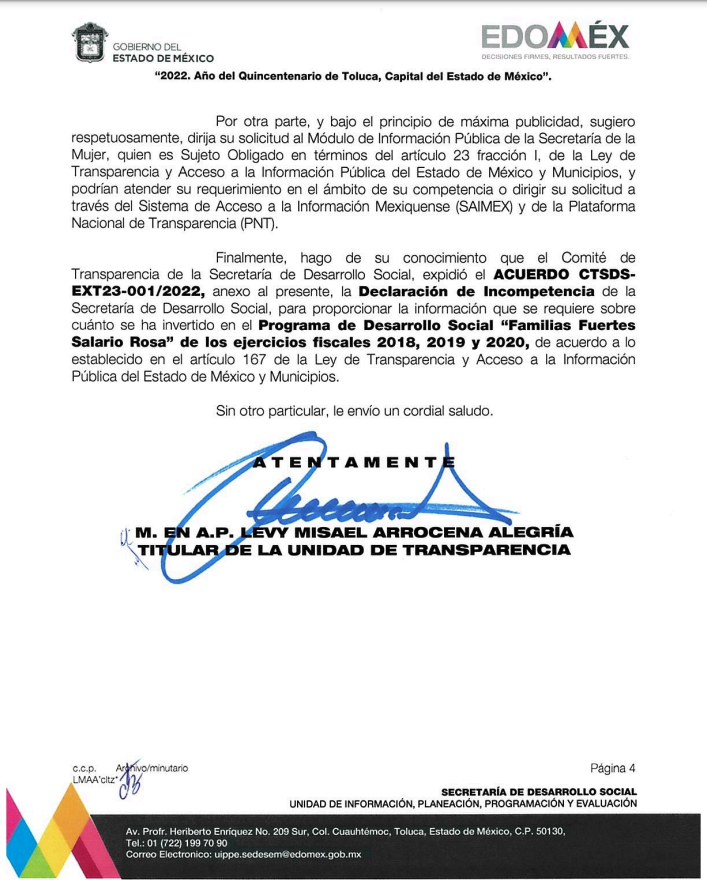 GOBIERNO DEL
ESTADO DE MÉXICO
EDOMÉX
DECISIONES FIRMES, RESULTADOS FUERTES.
“2022. Año del Quincentenario de Toluca, Capital del Estado de México”.
Por otra parte, y bajo el principio de máxima publicidad, sugiero
respetuosamente, dirija su solicitud al Módulo de Información Pública de la Secretaría de la
Mujer, quien es Sujeto Obligado en términos del artículo 23 fracción I, de la Ley de
Transparencia y Acceso a la Información Pública del Estado de México y Municipios, y
podrían atender su requerimiento en el ámbito de su competencia o dirigir su solicitud a
través del Sistema de Acceso a la Información Mexiquense (SAIMEX) y de la Plataforma
Nacional de Transparencia (PNT).
Finalmente, hago de su conocimiento que el Comité de
Transparencia de la Secretaría de Desarrollo Social, expidió el ACUERDO CTSDS-
EXT23-001/2022, anexo al presente, la Declaración de Incompetencia de la
Secretaría de Desarrollo Social, para proporcionar la información que se requiere sobre
cuánto se ha invertido en el Programa de Desarrollo Social “Familias Fuertes
Salario Rosa” de los ejercicios fiscales 2018, 2019 y 2020, de acuerdo a lo
establecido en el artículo 167 de la Ley de Transparencia y Acceso a la Información
Pública del Estado de México y Municipios.
Sin otro particular, le envío un cordial saludo.
ATENTAMENTE
M. EN A.P. LEVY MISAEL ARROCENA ALEGRÍA
TITULAR DE LA UNIDAD DE TRANSPARENCIA
c.c.p. Archivo/minutario
LMAA'cltz*
Página 4
SECRETARÍA DE DESARROLLO SOCIAL
UNIDAD DE INFORMACIÓN, PLANEACIÓN, PROGRAMACIÓN Y EVALUACIÓN
Av. Profr. Heriberto Enríquez No. 209 Sur, Col. Cuauhtémoc, Toluca, Estado de México, C.P. 50130,
Tel.: 01 (722) 199 70 90
Correo Electronico: uippe.sedesem@edomex.gob.mx